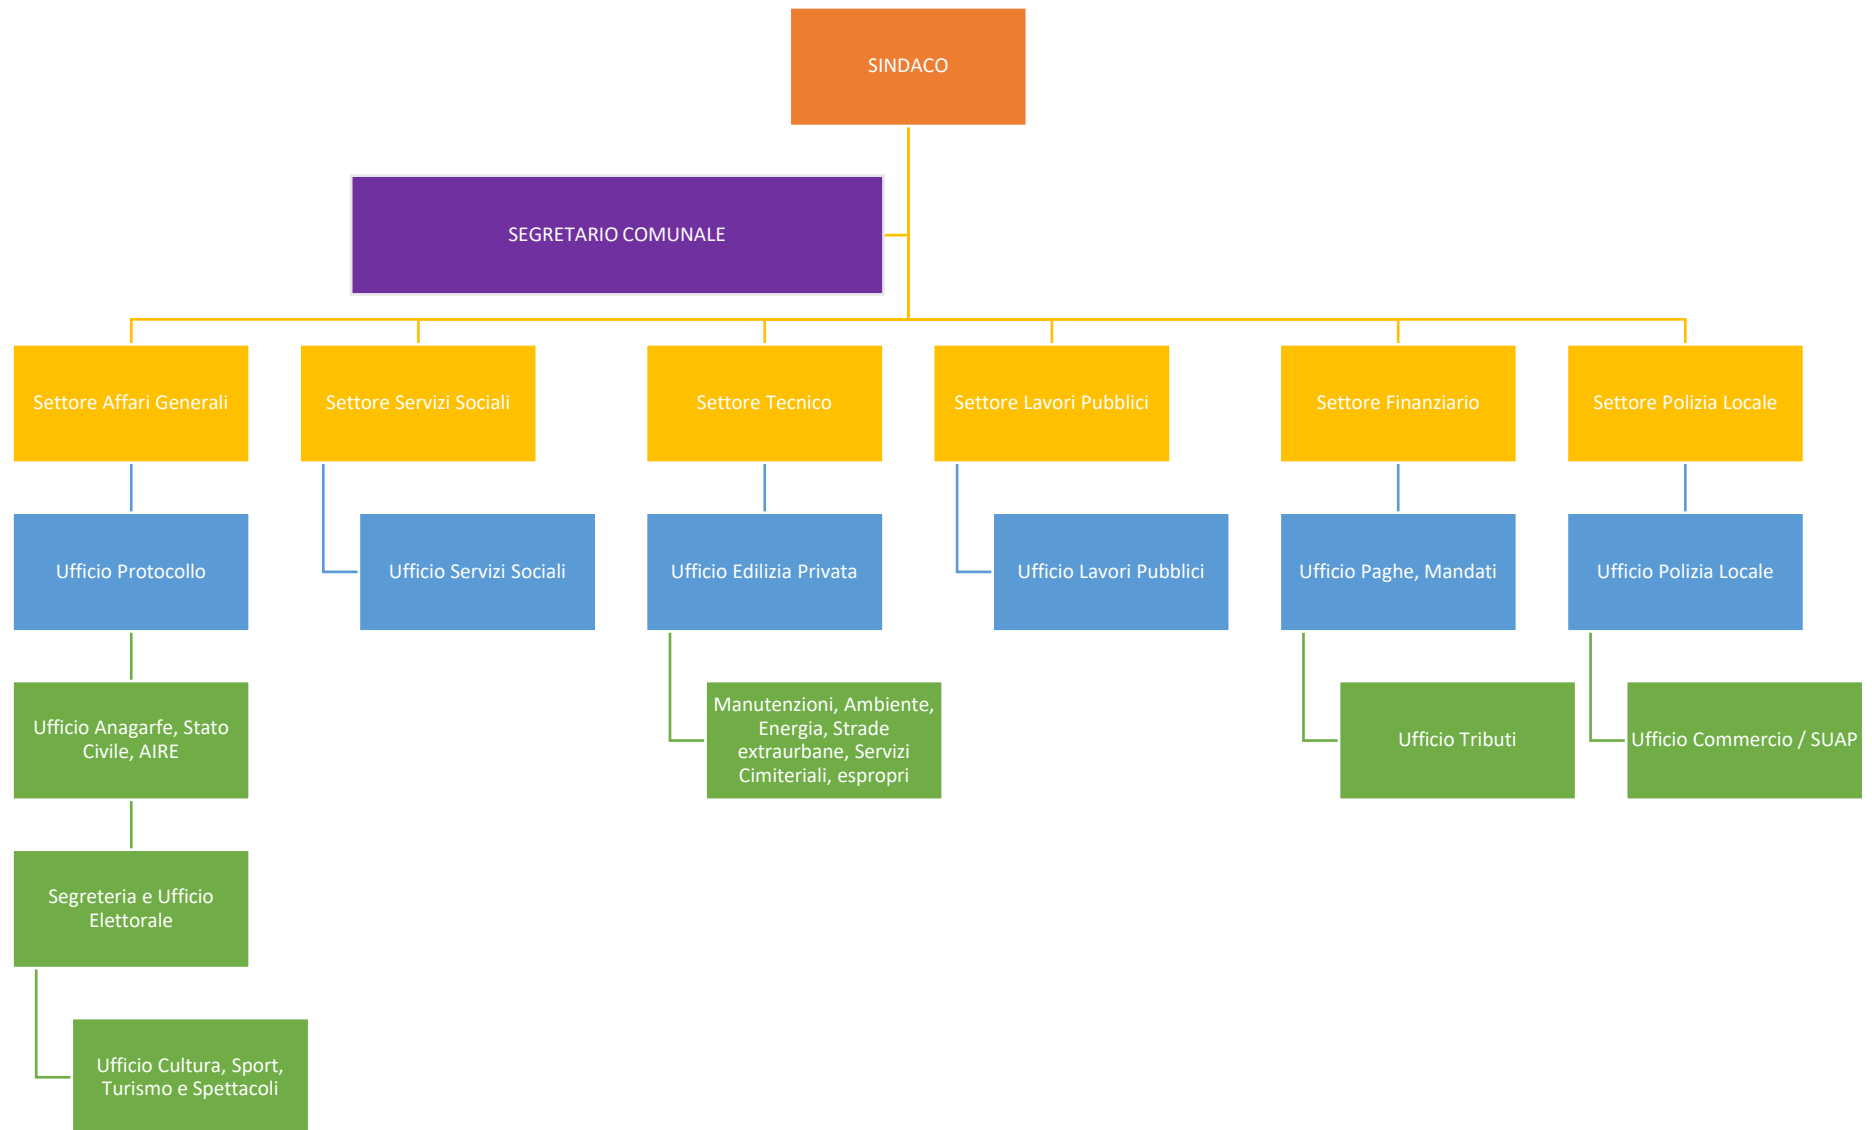 SINDACO
SEGRETARIO COMUNALE
Settore Affari Generali
Settore Servizi Sociali
Settore Tecnico
Settore Lavori Pubblici
Settore Finanziario
Settore Polizia Locale
Ufficio Protocollo
Ufficio Servizi Sociali
Ufficio Edilizia Privata
Ufficio Lavori Pubblici
Ufficio Paghe, Mandati
Ufficio Polizia Locale
Ufficio Anagarfe, Stato
Civile, AIRE
Manutenzioni, Ambiente,
Energia, Strade
extraurbane, Servizi
Cimiteriali, espropri
Ufficio Tributi
Ufficio Commercio / SUAP
Segreteria e Ufficio
Elettorale
Ufficio Cultura, Sport,
Turismo e Spettacoli